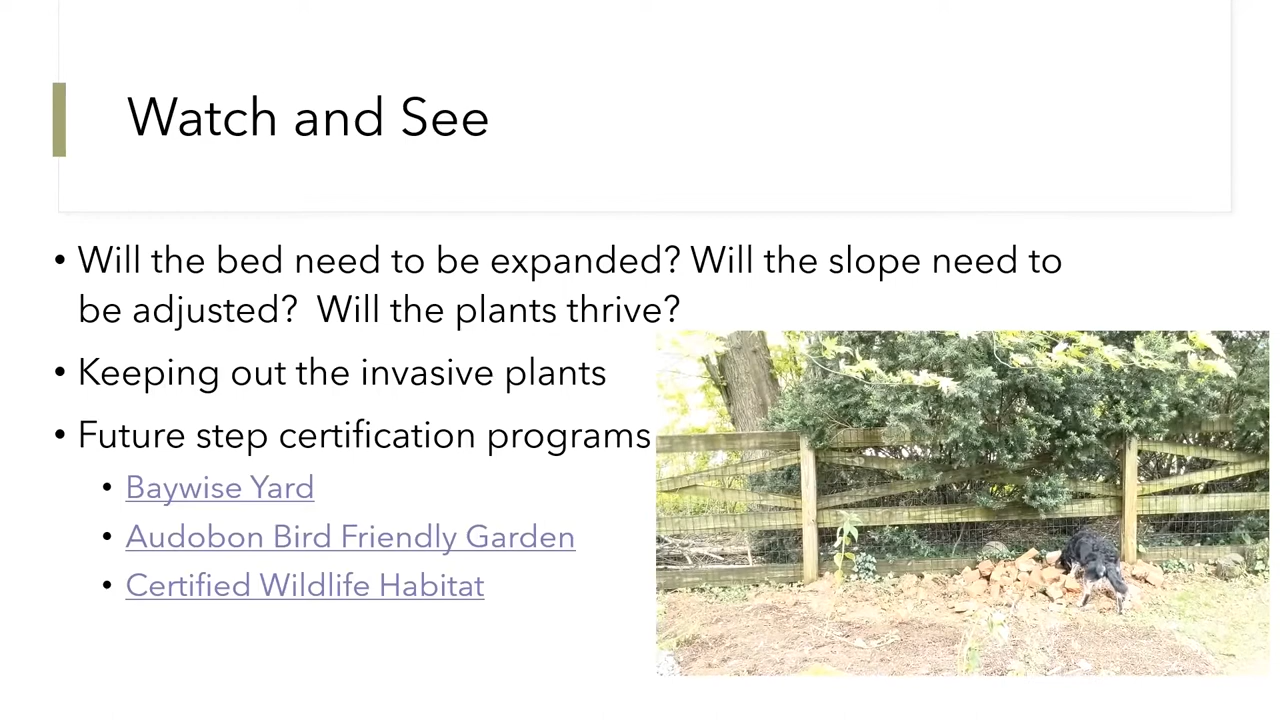 Watch and See
• Will the bed need to be expanded? Will the slope need to
be adjusted?  Will the plants thrive?
• Keeping out the invasive plants
• Future step certification programs
• Baywise Yard
• Audobon Bird Friendly Garden
• Certified Wildlife Habitat